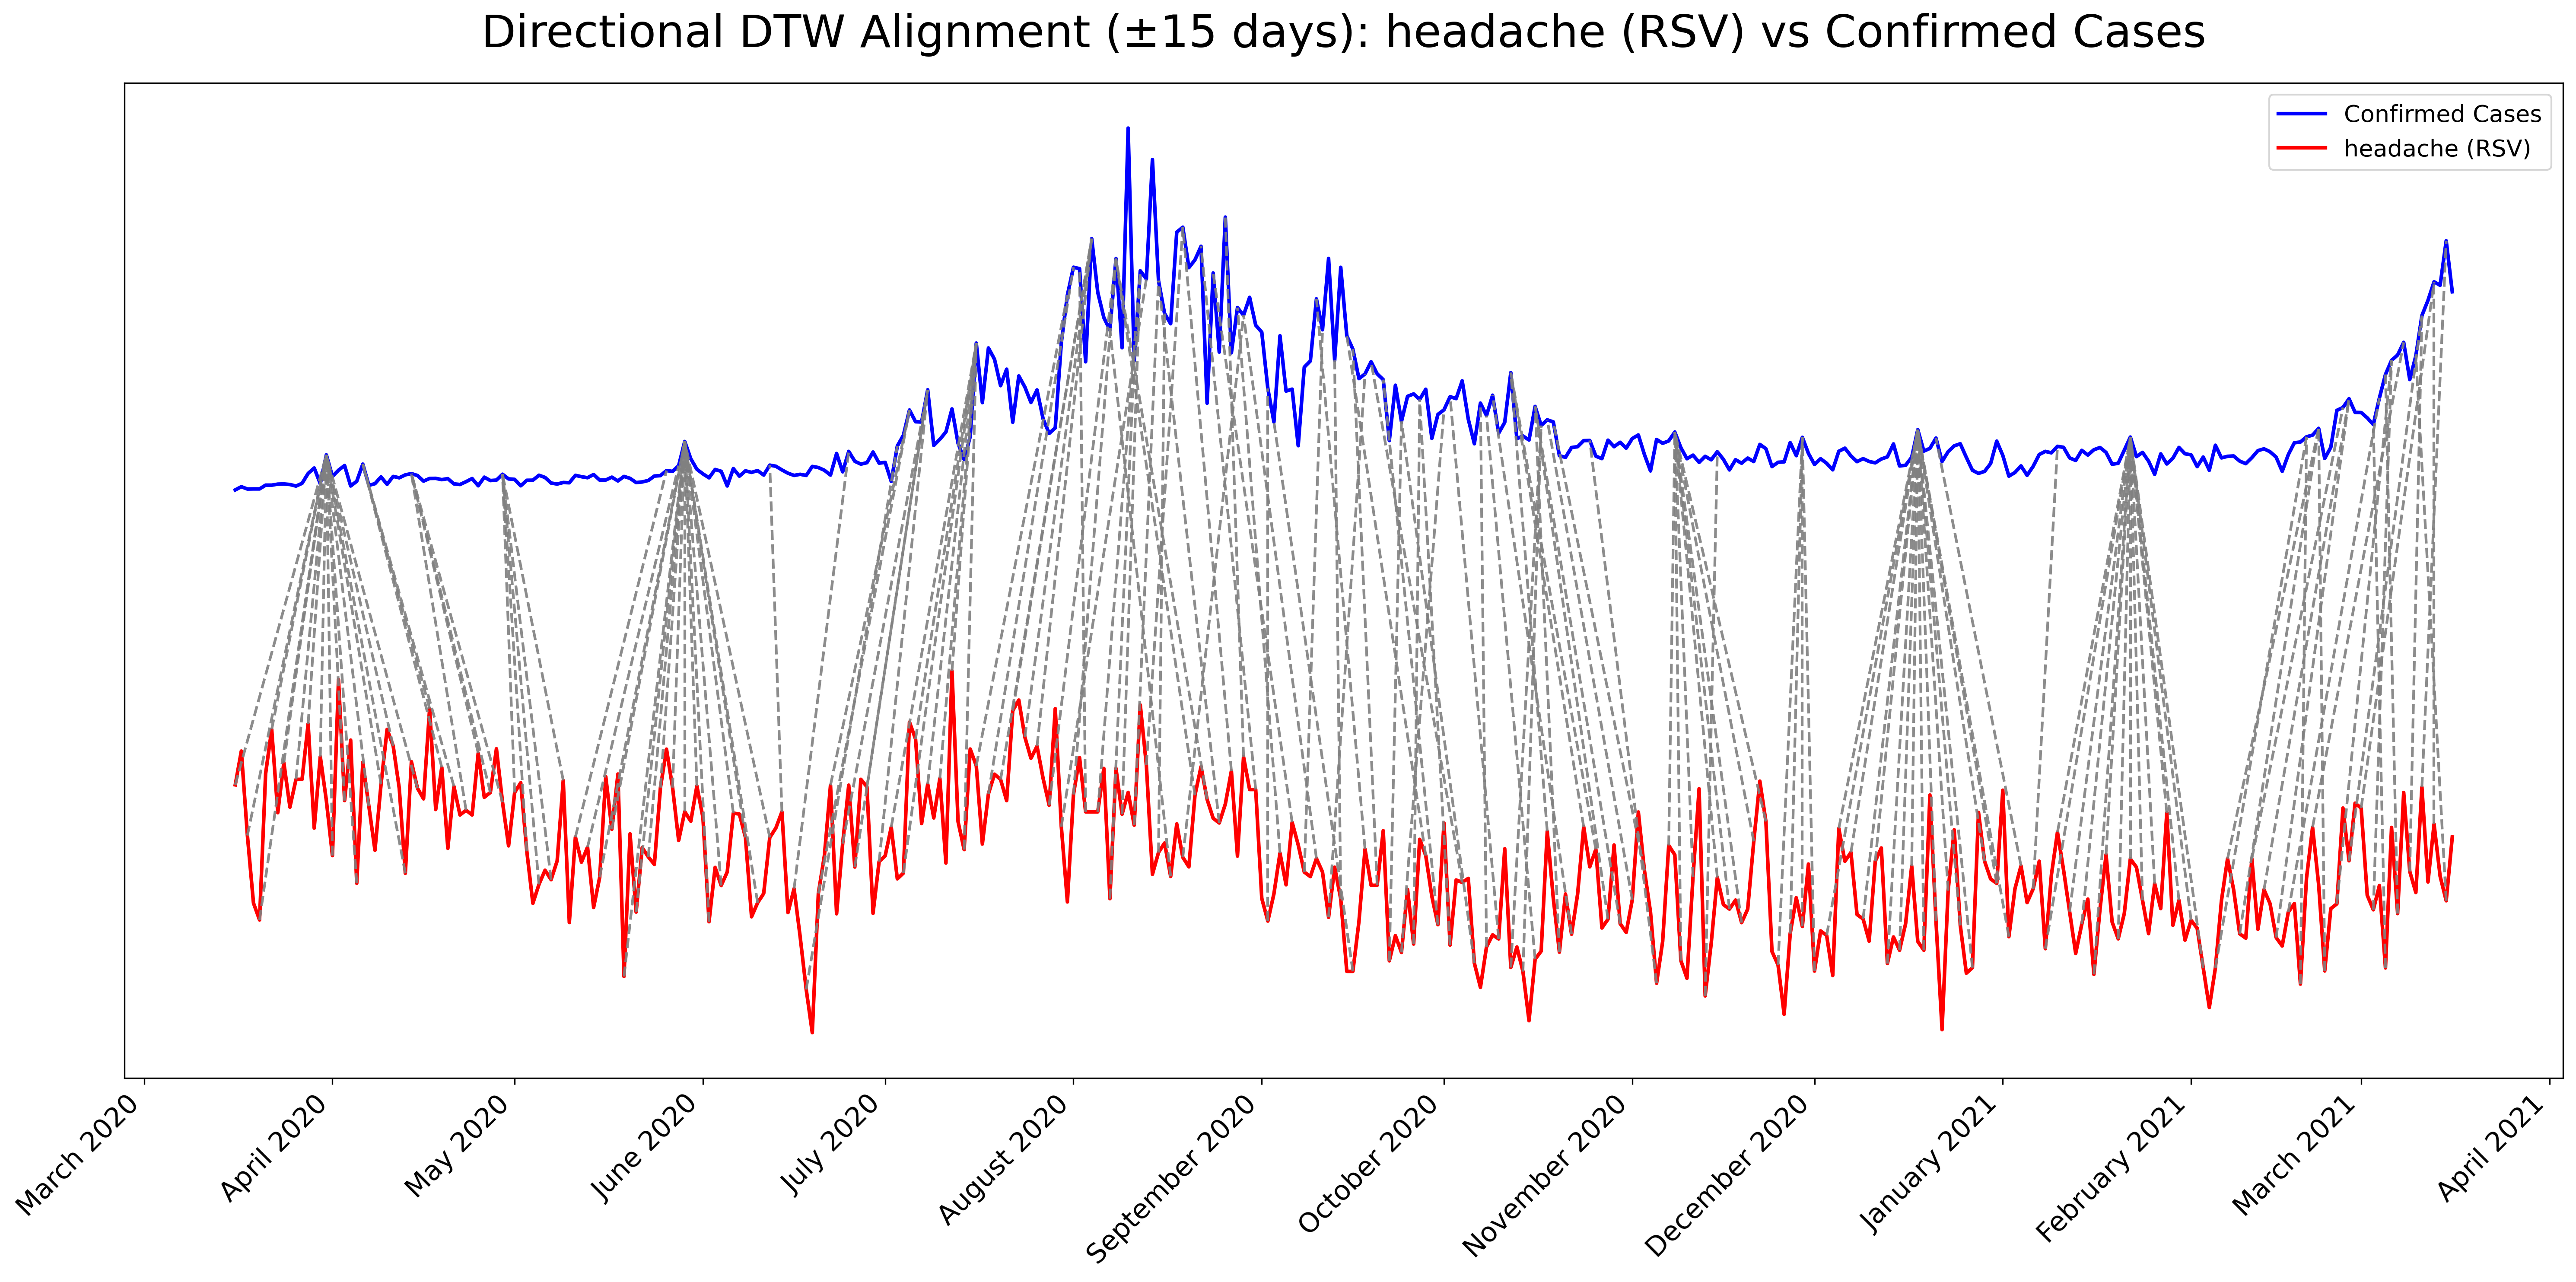 Directional DTW Alignment (±15 days): headache (RSV) vs Confirmed Cases
Confirmed Cases
headache (RSV)
March 2020
April 2020
May 2020
June 2020
July 2020
August 2020
September 2020
October 2020
November 2020
December 2020
January 2021
February 2021
March 2021
April 2021